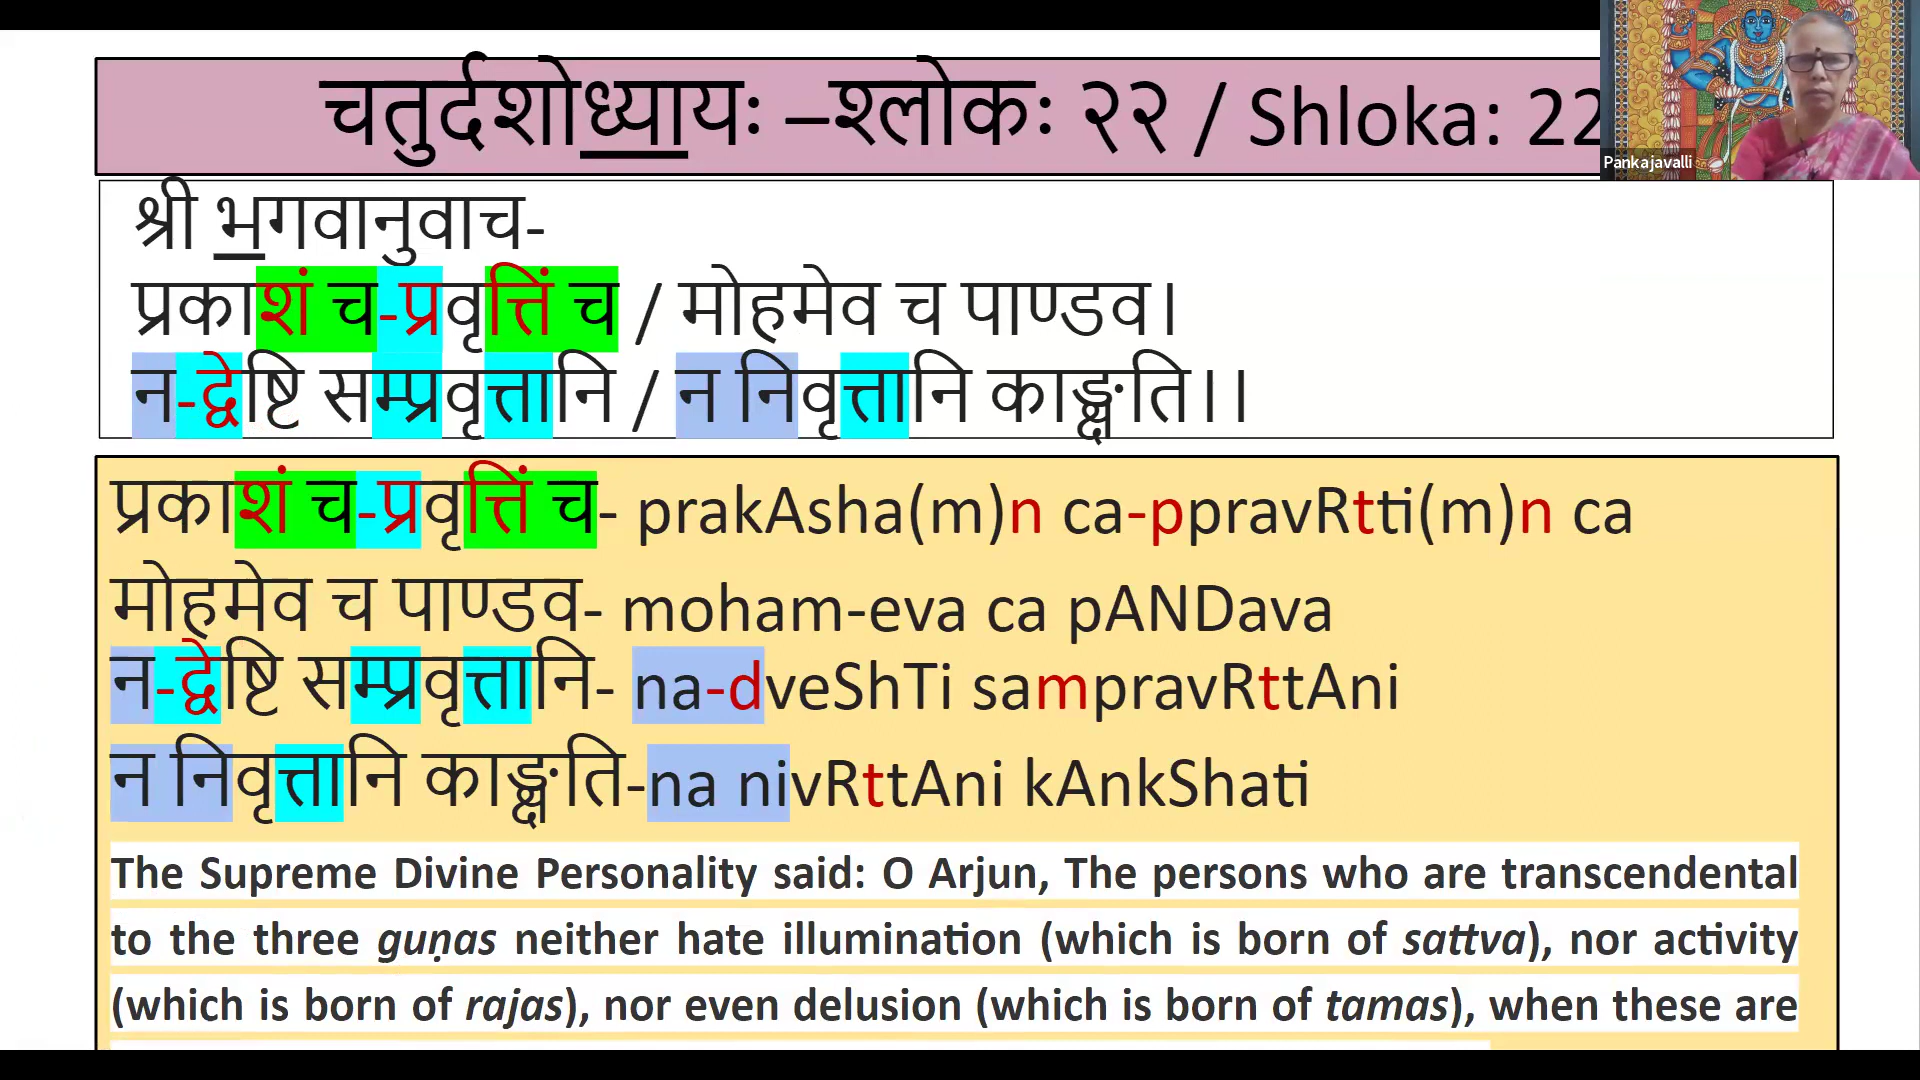 चतुर्दशोध्यायः –श्लोकः २२ / Shloka: 22
Pankajavalli
श्री भगवानुवाच-
प्रकाशं च-प्रवृत्तिं च / मोहमेव च पाण्डव।
न-द्वेष्टि सम्प्रवृत्तानि / न निवृत्तानि काङ्क्षति।।
प्रकाशं च-प्रवृत्तिं च- prakAsha(m)n ca-ppravRtti(m)n ca
मोहमेव च पाण्डव- moham-eva ca pANDava
न-द्वेष्टि सम्प्रवृत्तानि- na-dveShTi sampravRttAni
न निवृत्तानि काङ्क्षति-na nivRttAni kAnkShati
The Supreme Divine Personality said: O Arjun, The persons who are transcendental
to the three guṇas neither hate illumination (which is born of sattva), nor activity
(which is born of rajas), nor even delusion (which is born of tamas), when these are